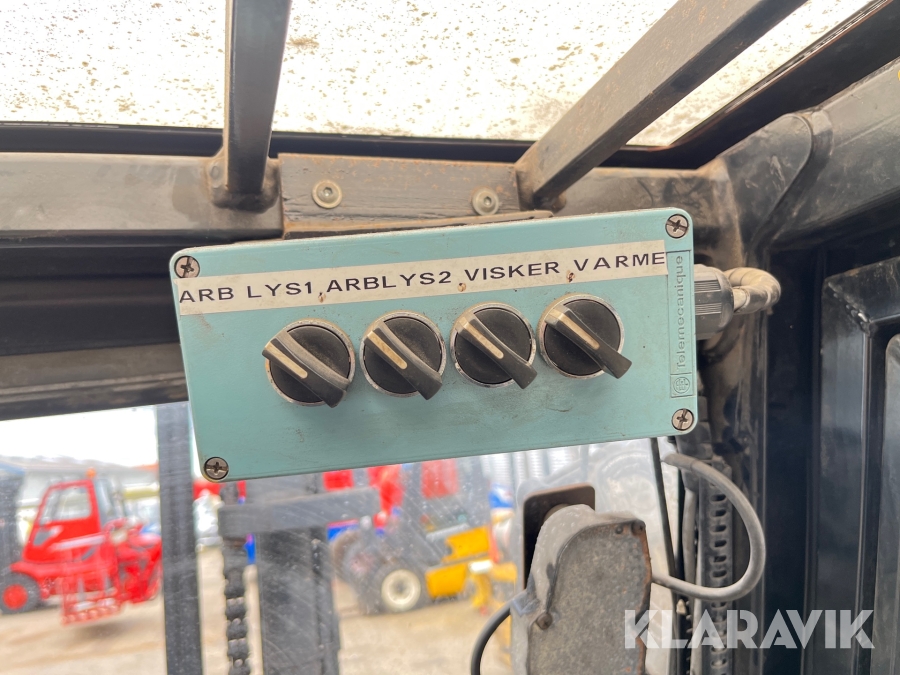 ARB LYS1 ARBLYS2 VISKER VARME
Telemecanique
KLARAVIK